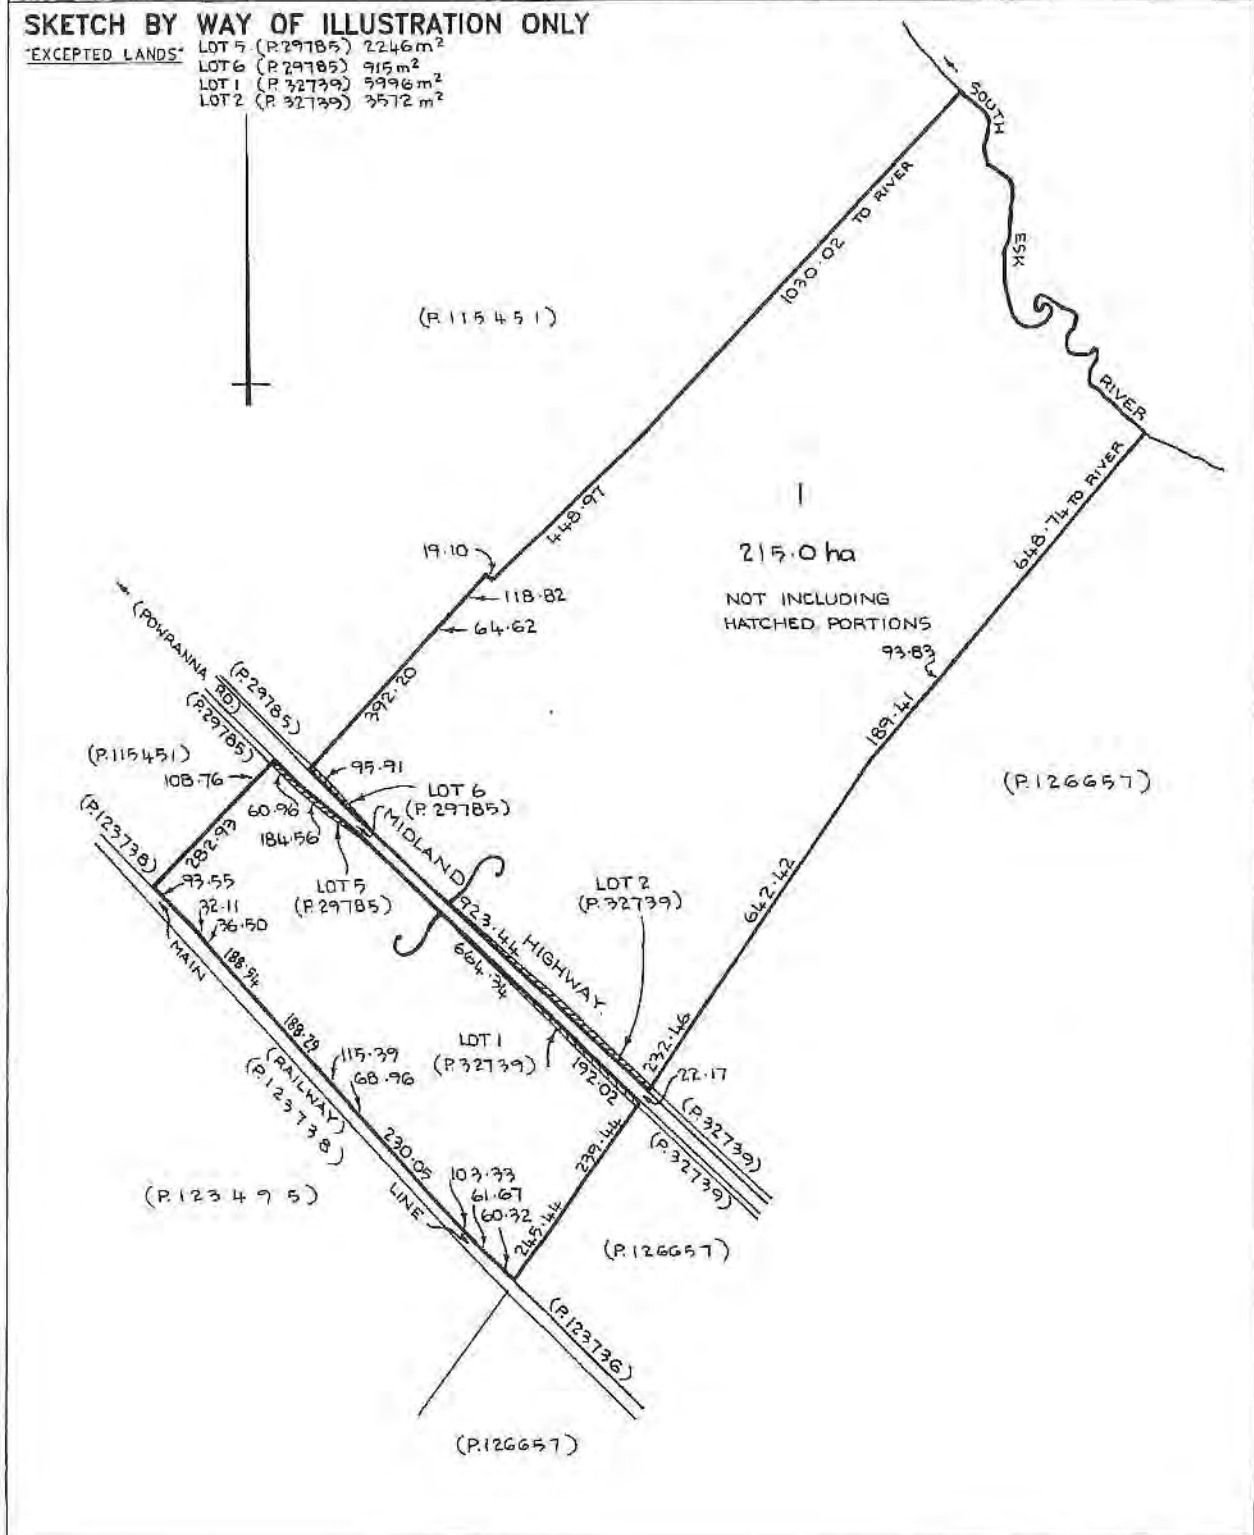 SKETCH BY WAY OF ILLUSTRATION ONLY
"EXCEPTED LANDS"
LOT 5 (P.29785) 2246m²
LOT 6 (P.29785) 915m²
LOT 1 (P.32739) 5996m²
LOT 2 (P.32739) 3572m²
SOUTH
ESK
RIVER
1030.02 TO RIVER
(P.115451)
448.97
1
215.0 ha
NOT INCLUDING
HATCHED PORTIONS
648.74 TO RIVER
19.10
118.82
64.62
392.20
93.83
189.41
(POWRANNA
RD.)
(P.29785)
(P.29785)
(P.115451)
108.76
95.91
LOT 6
(P.29785)
(P.126657)
60.96
184.56
MIDLAND
(P.123738)
282.93
93.55
LOT 5
(P.29785)
LOT 2
(P.32739)
642.42
32.11
36.50
923.44
HIGHWAY.
MAIN
188.54
664.34
188.29
LOT 1
(P.32739)
232.46
115.39
68.96
192.02
22.17
(RAILWAY)
(P.123738)
(P.32739)
(P.32739)
230.05
239.44
103.33
61.67
60.32
LINE
245.44
(P.123495)
(P.126657)
(P.123736)
(P.126657)